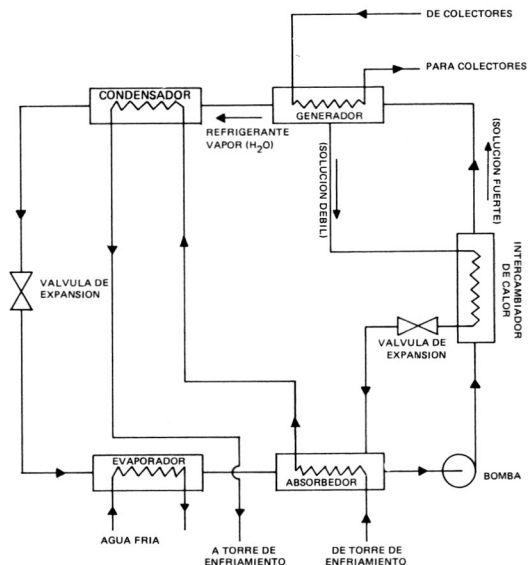 DE COLECTORES
PARA COLECTORES
CONDENSADOR
GENERADOR
REFRIGERANTE
VAPOR (H₂O)
(SOLUCION DEBIL)
(SOLUCION FUERTE)
INTERCAMBIADOR
DE CALOR
VALVULA DE
EXPANSION
VALVULA DE
EXPANSION
EVAPORADOR
ABSORBEDOR
BOMBA
AGUA FRIA
A TORRE DE
ENFRIAMIENTO
DE TORRE DE
ENFRIAMIENTO